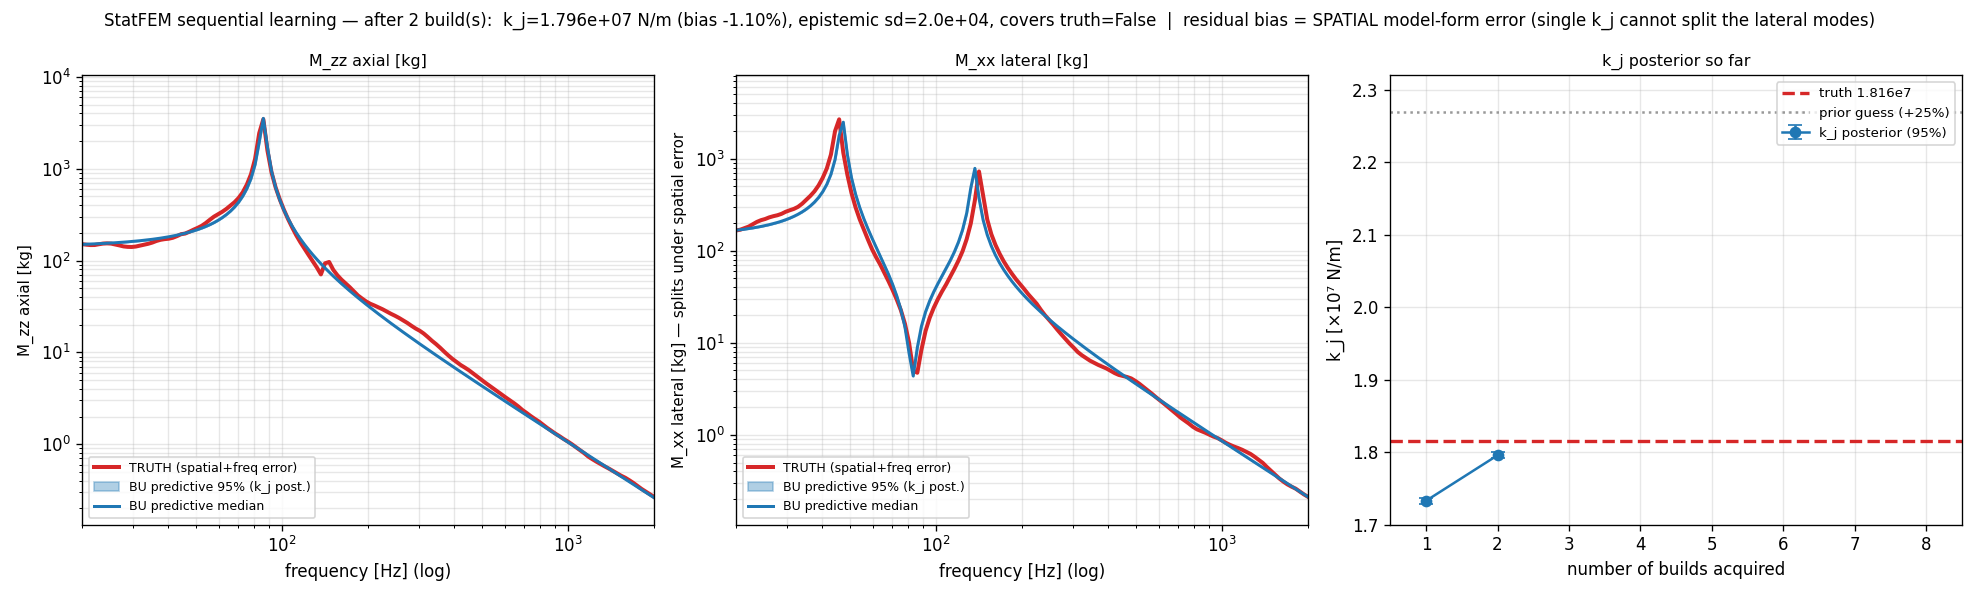 StatFEM sequential learning — after 2 build(s):  k_j=1.796e+07 N/m (bias -1.10%), epistemic sd=2.0e+04, covers truth=False  |  residual bias = SPATIAL model-form error (single k_j cannot split the lateral modes)
M_zz axial [kg]
M_zz axial [kg]
10⁴
10³
10²
10¹
10⁰
TRUTH (spatial+freq error)
BU predictive 95% (k_j post.)
BU predictive median
10²
10³
frequency [Hz] (log)
M_xx lateral [kg]
M_xx lateral [kg] — splits under spatial error
10³
10²
10¹
10⁰
TRUTH (spatial+freq error)
BU predictive 95% (k_j post.)
BU predictive median
10²
10³
frequency [Hz] (log)
k_j posterior so far
k_j [×10⁷ N/m]
2.3
2.2
2.1
2.0
1.9
1.8
1.7
truth 1.816e7
prior guess (+25%)
k_j posterior (95%)
1 2 3 4 5 6 7 8
number of builds acquired